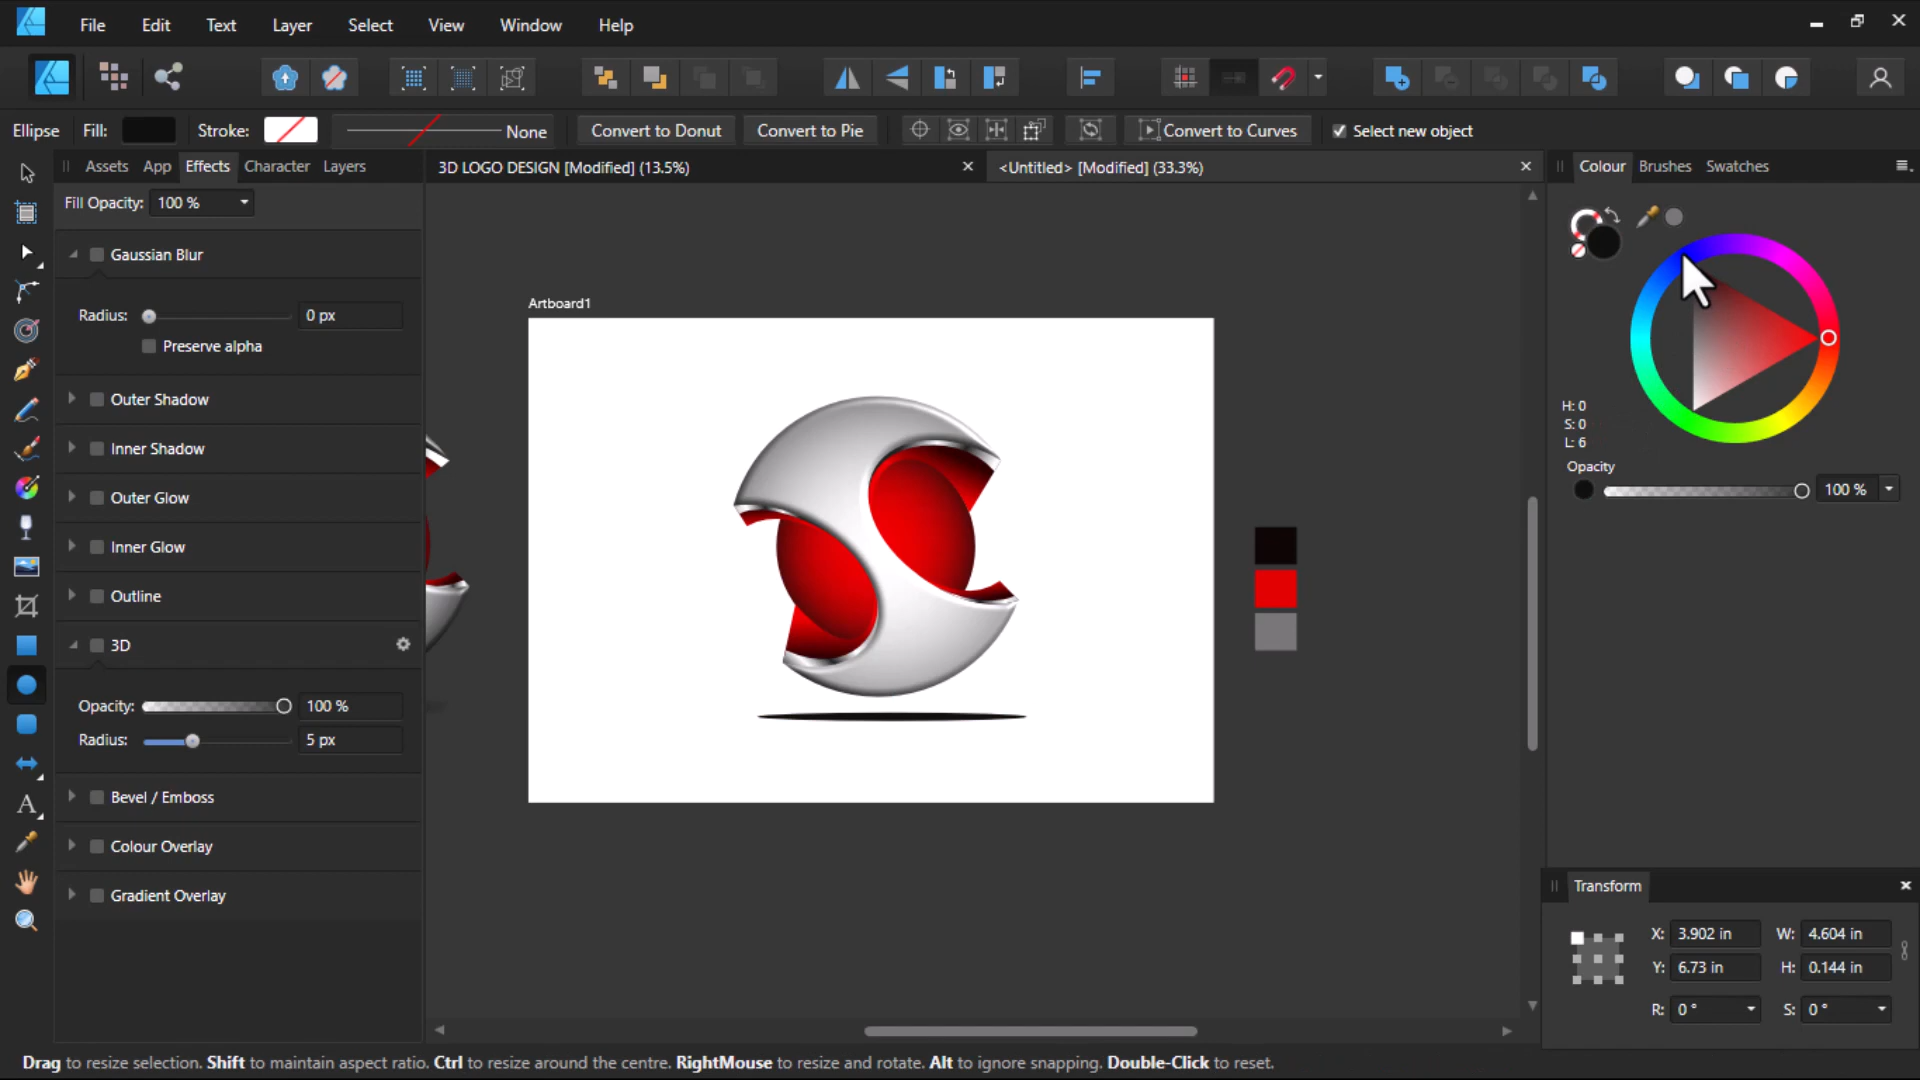 File Edit Text Layer Select View Window Help
Ellipse Fill: Stroke: None Convert to Donut Convert to Pie Convert to Curves Select new object
Assets App Effects Character Layers
3D LOGO DESIGN [Modified] (13.5%)
<Untitled> [Modified] (33.3%)
Colour Brushes Swatches
Fill Opacity: 100 %
Gaussian Blur
Radius: 0 px
Preserve alpha
Outer Shadow
Inner Shadow
Outer Glow
Inner Glow
Outline
3D
Opacity: 100 %
Radius: 5 px
Bevel / Emboss
Colour Overlay
Gradient Overlay
Artboard1
H: 0
S: 0
L: 6
Opacity
100 %
Transform
X: 3.902 in W: 4.604 in
Y: 6.73 in H: 0.144 in
R: 0 ° S: 0 °
Drag to resize selection. Shift to maintain aspect ratio. Ctrl to resize around the centre. RightMouse to resize and rotate. Alt to ignore snapping. Double-Click to reset.